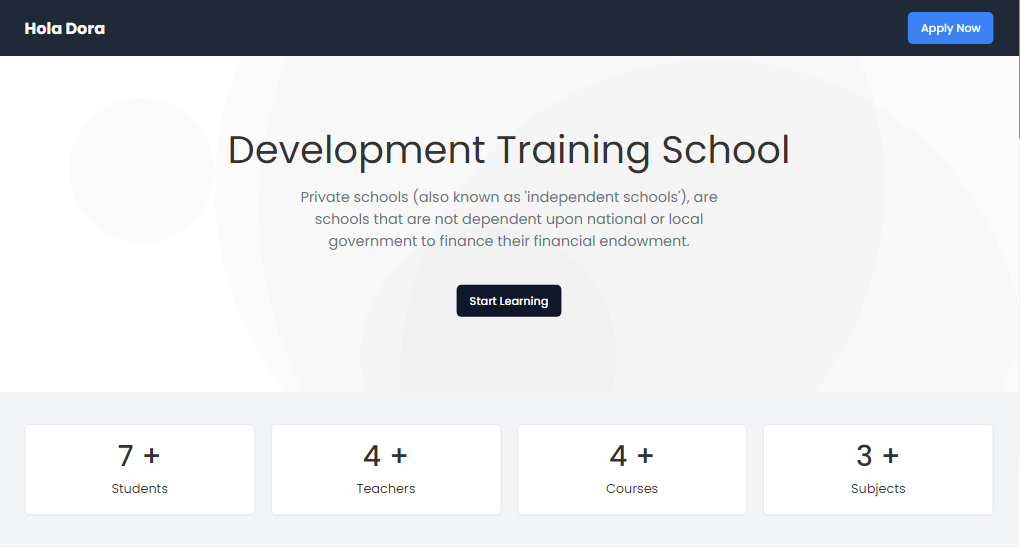 Hola Dora
Apply Now
Development Training School
Private schools (also known as 'independent schools'), are
schools that are not dependent upon national or local
government to finance their financial endowment.
Start Learning
7 +
Students
4 +
Teachers
4 +
Courses
3 +
Subjects